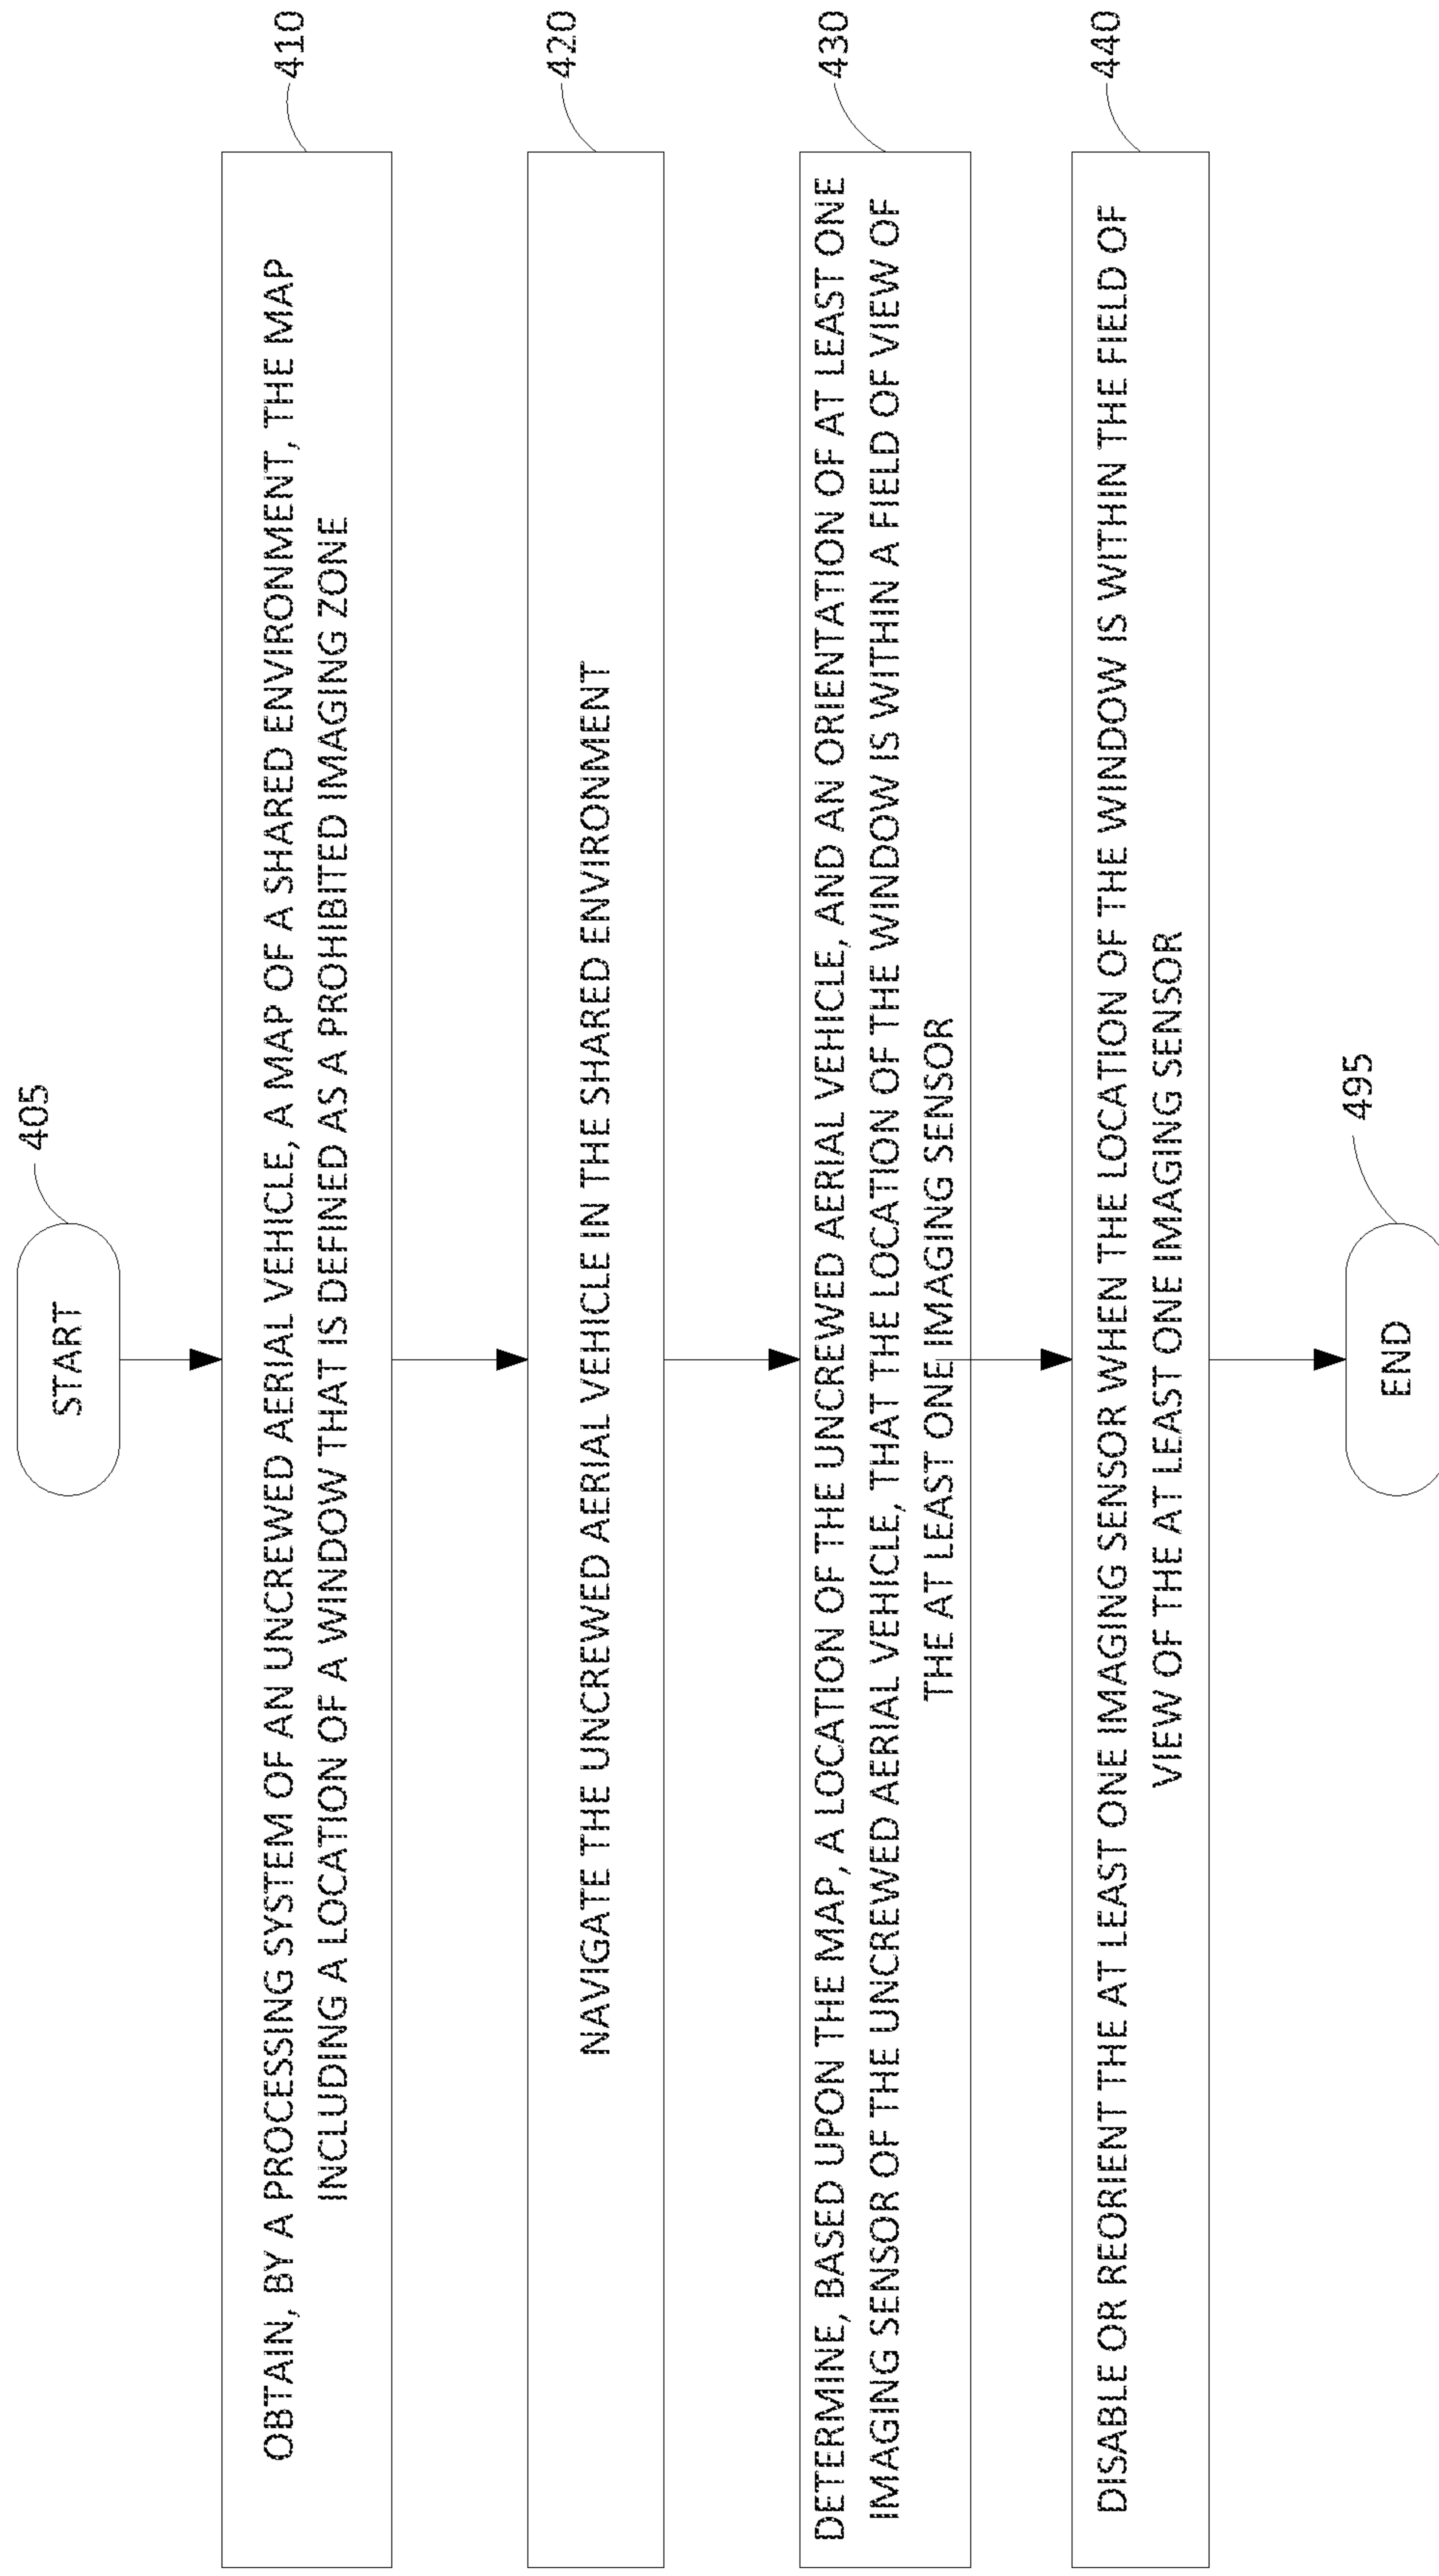 405
START
410
OBTAIN, BY A PROCESSING SYSTEM OF AN UNCREWED AERIAL VEHICLE, A MAP OF A SHARED ENVIRONMENT, THE MAP
INCLUDING A LOCATION OF A WINDOW THAT IS DEFINED AS A PROHIBITED IMAGING ZONE
420
NAVIGATE THE UNCREWED AERIAL VEHICLE IN THE SHARED ENVIRONMENT
430
DETERMINE, BASED UPON THE MAP, A LOCATION OF THE UNCREWED AERIAL VEHICLE, AND AN ORIENTATION OF AT LEAST ONE
IMAGING SENSOR OF THE UNCREWED AERIAL VEHICLE, THAT THE LOCATION OF THE WINDOW IS WITHIN A FIELD OF VIEW OF
THE AT LEAST ONE IMAGING SENSOR
440
DISABLE OR REORIENT THE AT LEAST ONE IMAGING SENSOR WHEN THE LOCATION OF THE WINDOW IS WITHIN THE FIELD OF
VIEW OF THE AT LEAST ONE IMAGING SENSOR
495
END